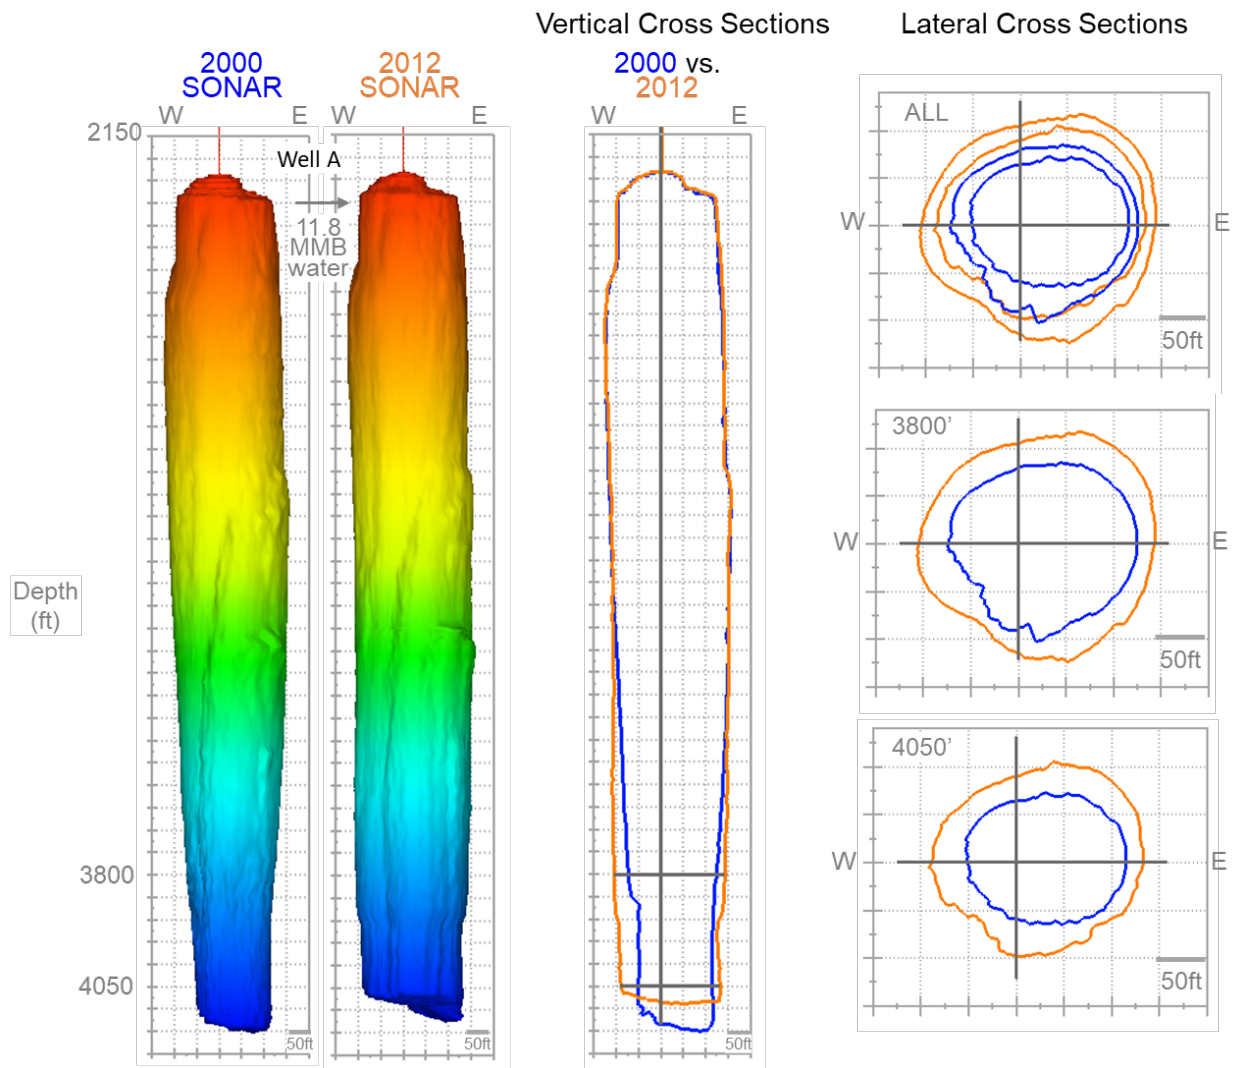 Vertical Cross Sections
Lateral Cross Sections
2000
SONAR
2012
SONAR
2000 vs.
2012
W E
W E
W E
2150
Well A
11.8
MMB
water
Depth
(ft)
3800
4050
50ft
50ft
50ft
ALL
W E
50ft
3800’
W E
50ft
4050’
W E
50ft